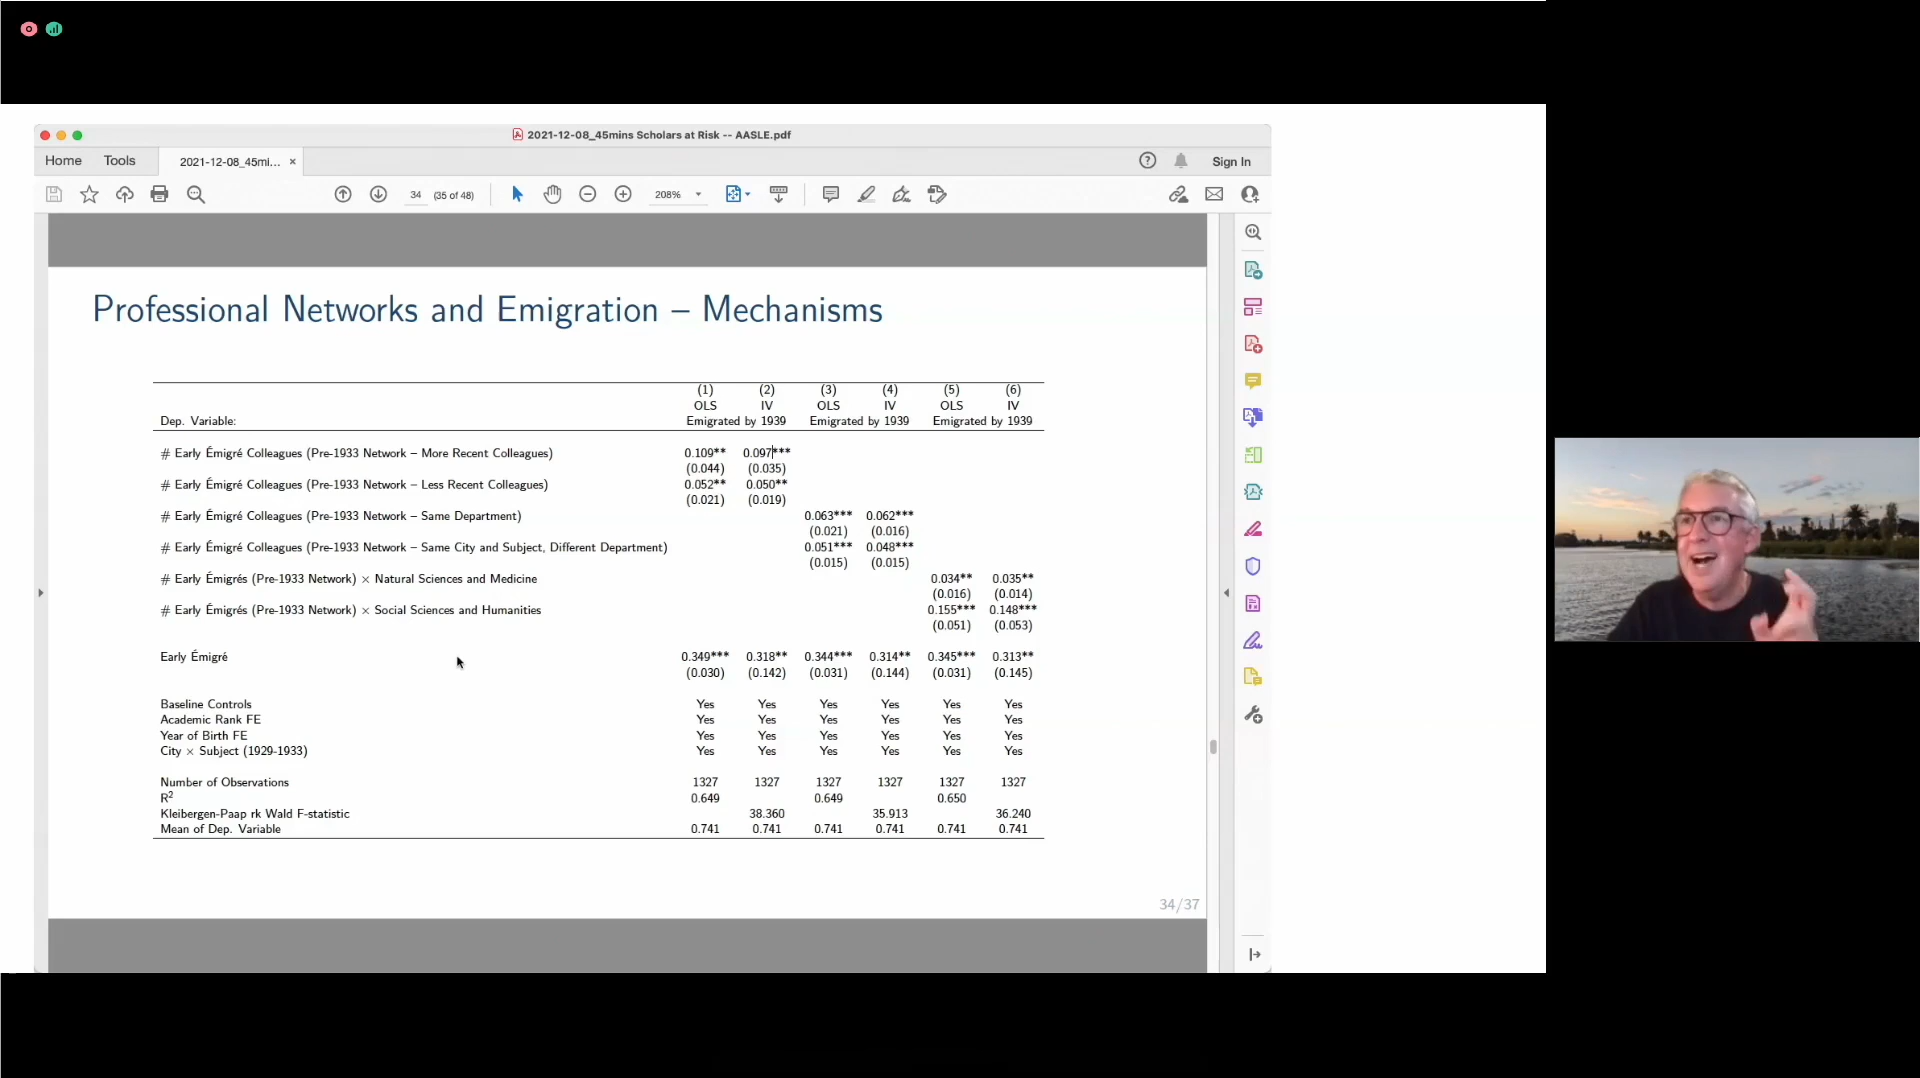 2021-12-08_45mins Scholars at Risk -- AASLE.pdf
Home Tools 2021-12-08_45mi... × Sign In
34 (35 of 48) 208%
Professional Networks and Emigration – Mechanisms
(1) (2) (3) (4) (5) (6)
OLS IV OLS IV OLS IV
Dep. Variable: Emigrated by 1939 Emigrated by 1939 Emigrated by 1939
# Early Émigré Colleagues (Pre-1933 Network – More Recent Colleagues) 0.109** 0.097***
(0.044) (0.035)
# Early Émigré Colleagues (Pre-1933 Network – Less Recent Colleagues) 0.052** 0.050**
(0.021) (0.019)
# Early Émigré Colleagues (Pre-1933 Network – Same Department) 0.063*** 0.062***
(0.021) (0.016)
# Early Émigré Colleagues (Pre-1933 Network – Same City and Subject, Different Department) 0.051*** 0.048***
(0.015) (0.015)
# Early Émigrés (Pre-1933 Network) × Natural Sciences and Medicine 0.034** 0.035**
(0.016) (0.014)
# Early Émigrés (Pre-1933 Network) × Social Sciences and Humanities 0.155*** 0.148***
(0.051) (0.053)
Early Émigré 0.349*** 0.318** 0.344*** 0.314** 0.345*** 0.313**
(0.030) (0.142) (0.031) (0.144) (0.031) (0.145)
Baseline Controls Yes Yes Yes Yes Yes Yes
Academic Rank FE Yes Yes Yes Yes Yes Yes
Year of Birth FE Yes Yes Yes Yes Yes Yes
City × Subject (1929-1933) Yes Yes Yes Yes Yes Yes
Number of Observations 1327 1327 1327 1327 1327 1327
R² 0.649 0.649 0.650
Kleibergen-Paap rk Wald F-statistic 38.360 35.913 36.240
Mean of Dep. Variable 0.741 0.741 0.741 0.741 0.741 0.741
34/37